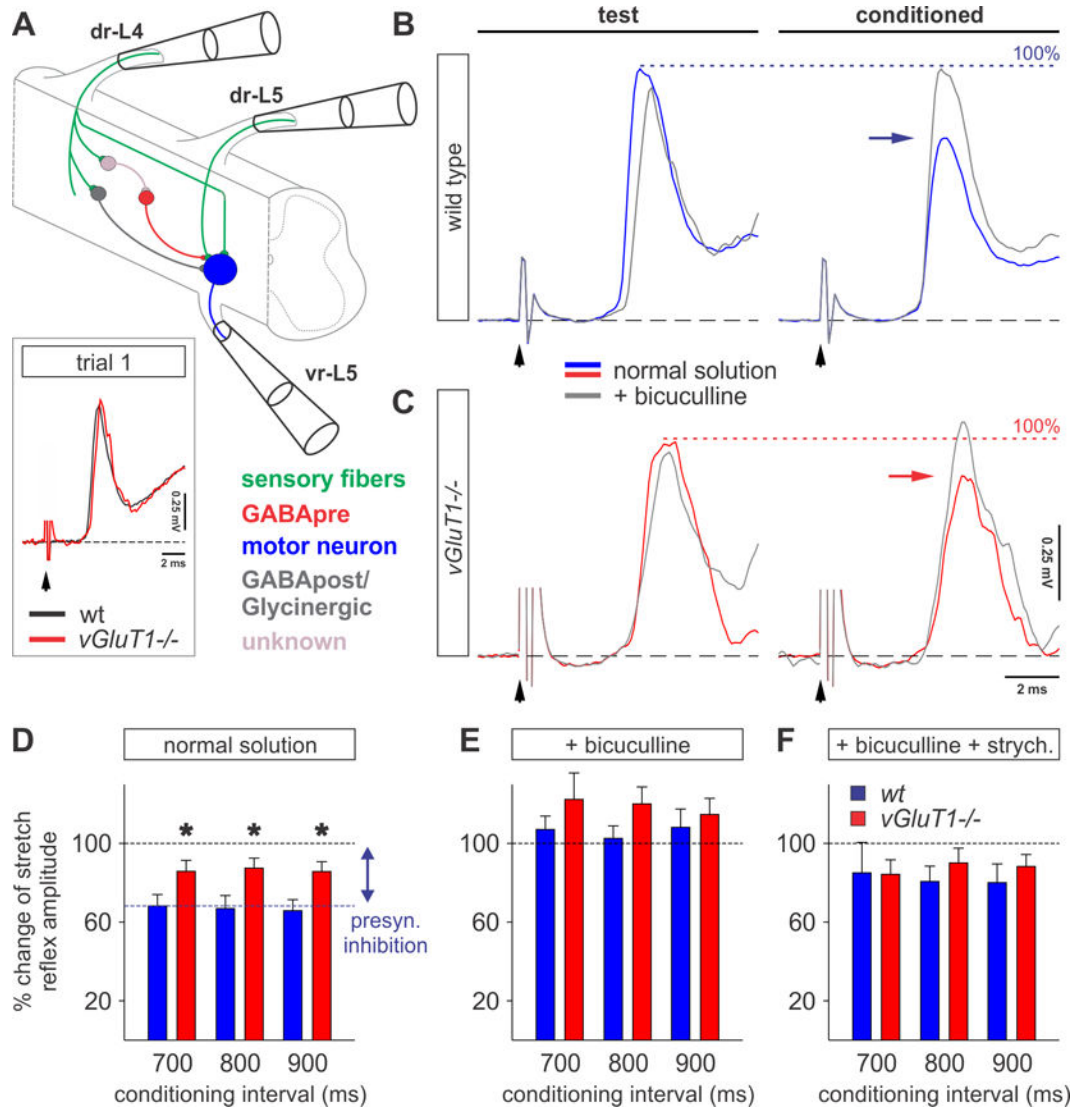 A
dr-L4
dr-L5
vr-L5
trial 1
0.25 mV
2 ms
wt
vGluT1-/-
sensory fibers
GABApre
motor neuron
GABApost/
Glycinergic
unknown
B
test
conditioned
wild type
100%
normal solution
+ bicuculline
C
vGluT1-/-
100%
0.25 mV
2 ms
D
normal solution
% change of stretch
reflex amplitude
100
60
20
*
*
*
presyn.
inhibition
700
800
900
conditioning interval (ms)
E
+ bicuculline
100
60
20
700
800
900
conditioning interval (ms)
F
+ bicuculline + strych.
wt
vGluT1-/-
100
60
20
700
800
900
conditioning interval (ms)